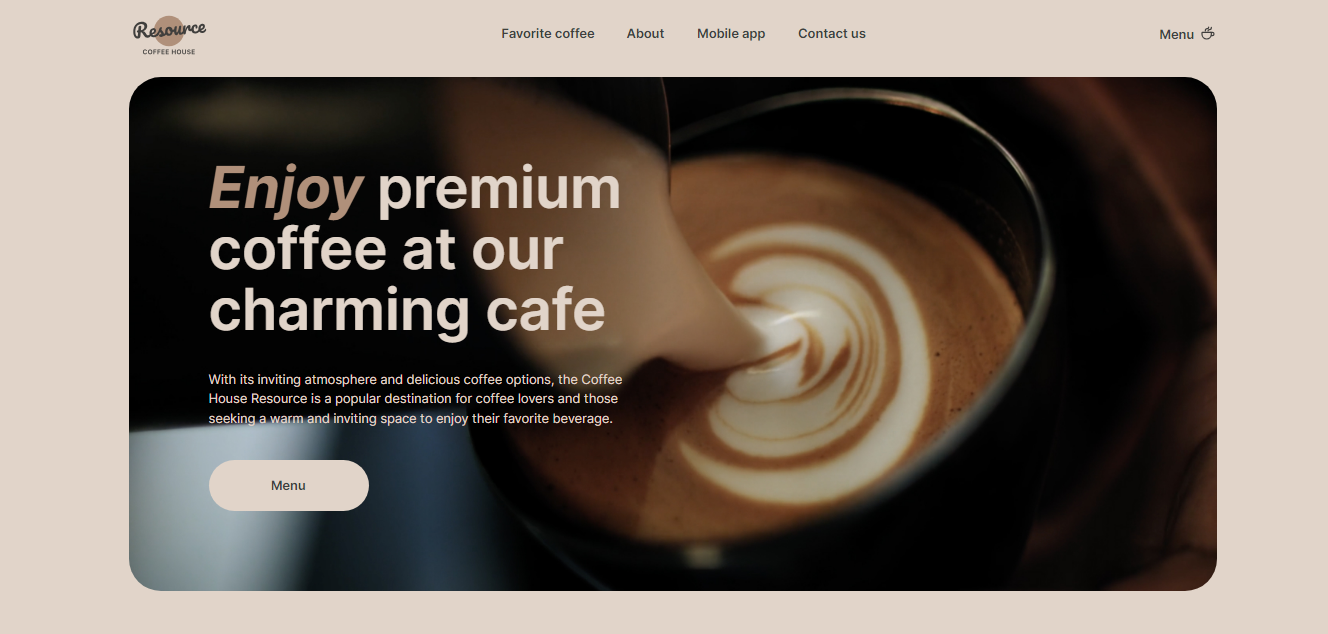 Resource
COFFEE HOUSE
Favorite coffee
About
Mobile app
Contact us
Menu
Enjoy premium
coffee at our
charming cafe
With its inviting atmosphere and delicious coffee options, the Coffee
House Resource is a popular destination for coffee lovers and those
seeking a warm and inviting space to enjoy their favorite beverage.
Menu